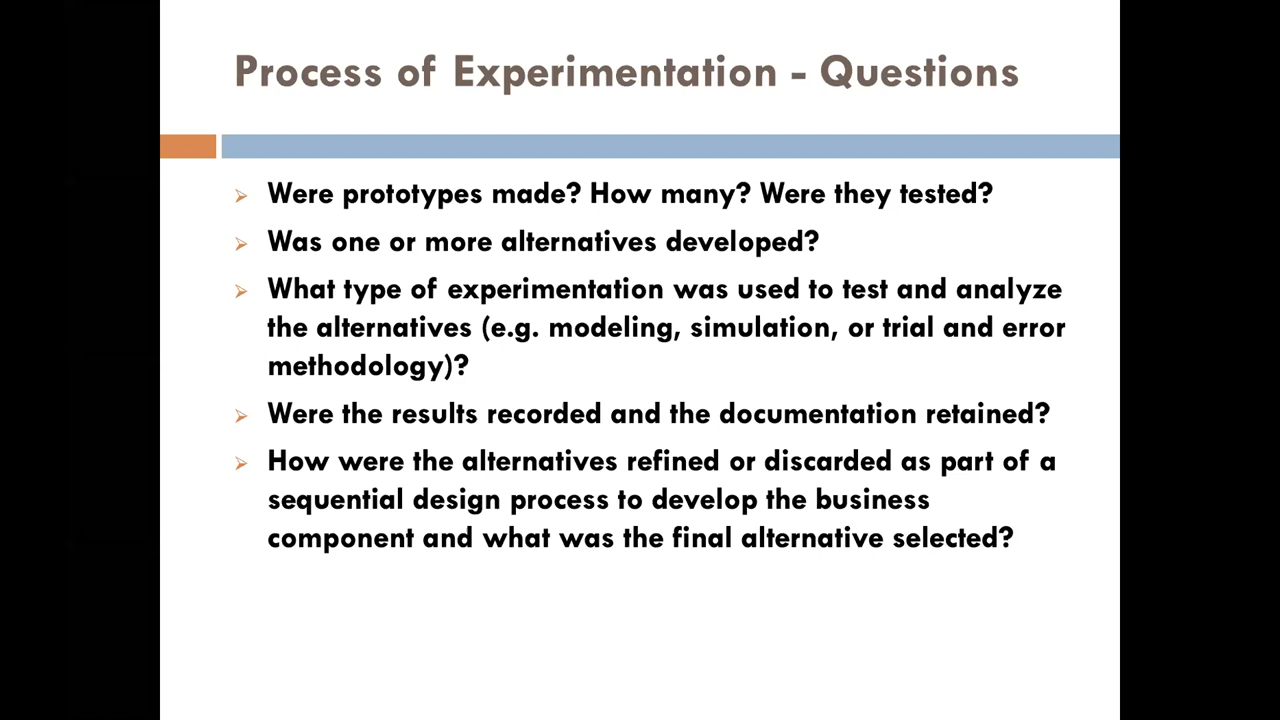 Process of Experimentation - Questions
Were prototypes made? How many? Were they tested?
Was one or more alternatives developed?
What type of experimentation was used to test and analyze
the alternatives (e.g. modeling, simulation, or trial and error
methodology)?
Were the results recorded and the documentation retained?
How were the alternatives refined or discarded as part of a
sequential design process to develop the business
component and what was the final alternative selected?